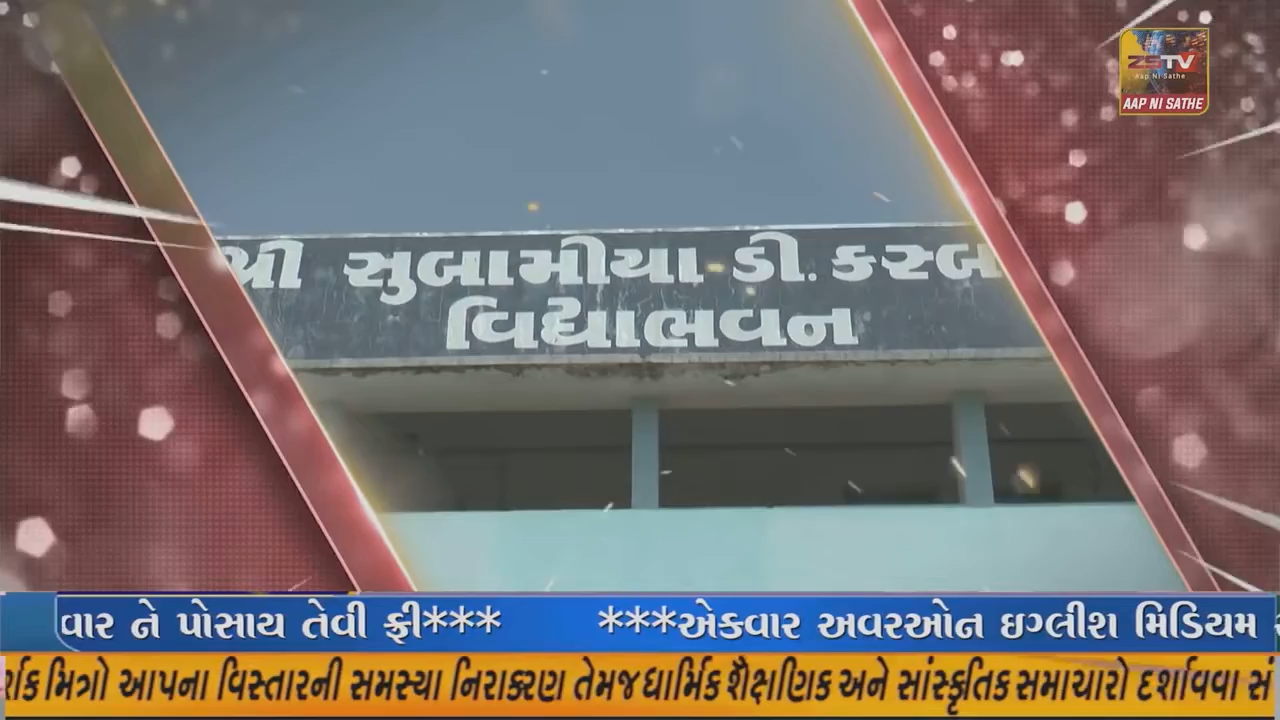 ZSTV
Aap Ni Sathe
AAP NI SATHE
શ્રી સુબામીયા ડી. કરબ
વિદ્યાભવન
વાર ને પોસાય તેવી ફ્રી*** ***એકવાર અવરઓન ઇગ્લીશ મિડિયમ
મિત્રો આપના વિસ્તારની સમસ્યા નિરાકરણ તેમજ ધાર્મિક શૈક્ષણિક અને સાંસ્કૃતિક સમાચારો દર્શાવવા સં